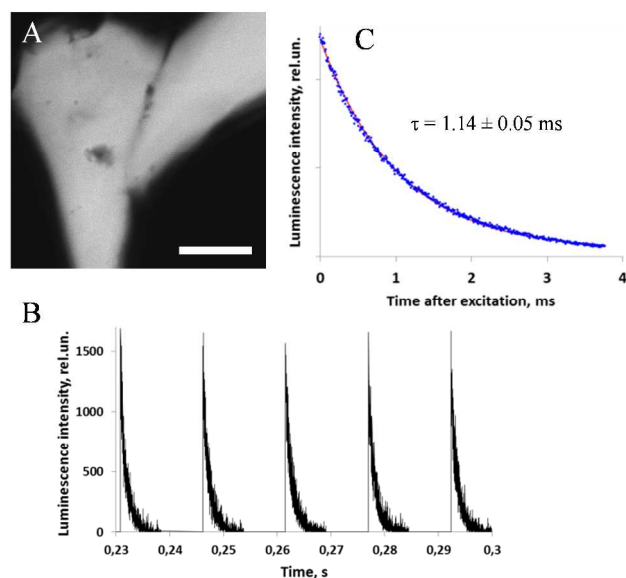 A
C
Luminescence intensity, rel.un.
τ = 1.14 ± 0.05 ms
0 1 2 3 4
Time after excitation, ms
B
Luminescence intensity, rel.un.
1500
1000
500
0
0,23 0,24 0,25 0,26 0,27 0,28 0,29 0,3
Time, s